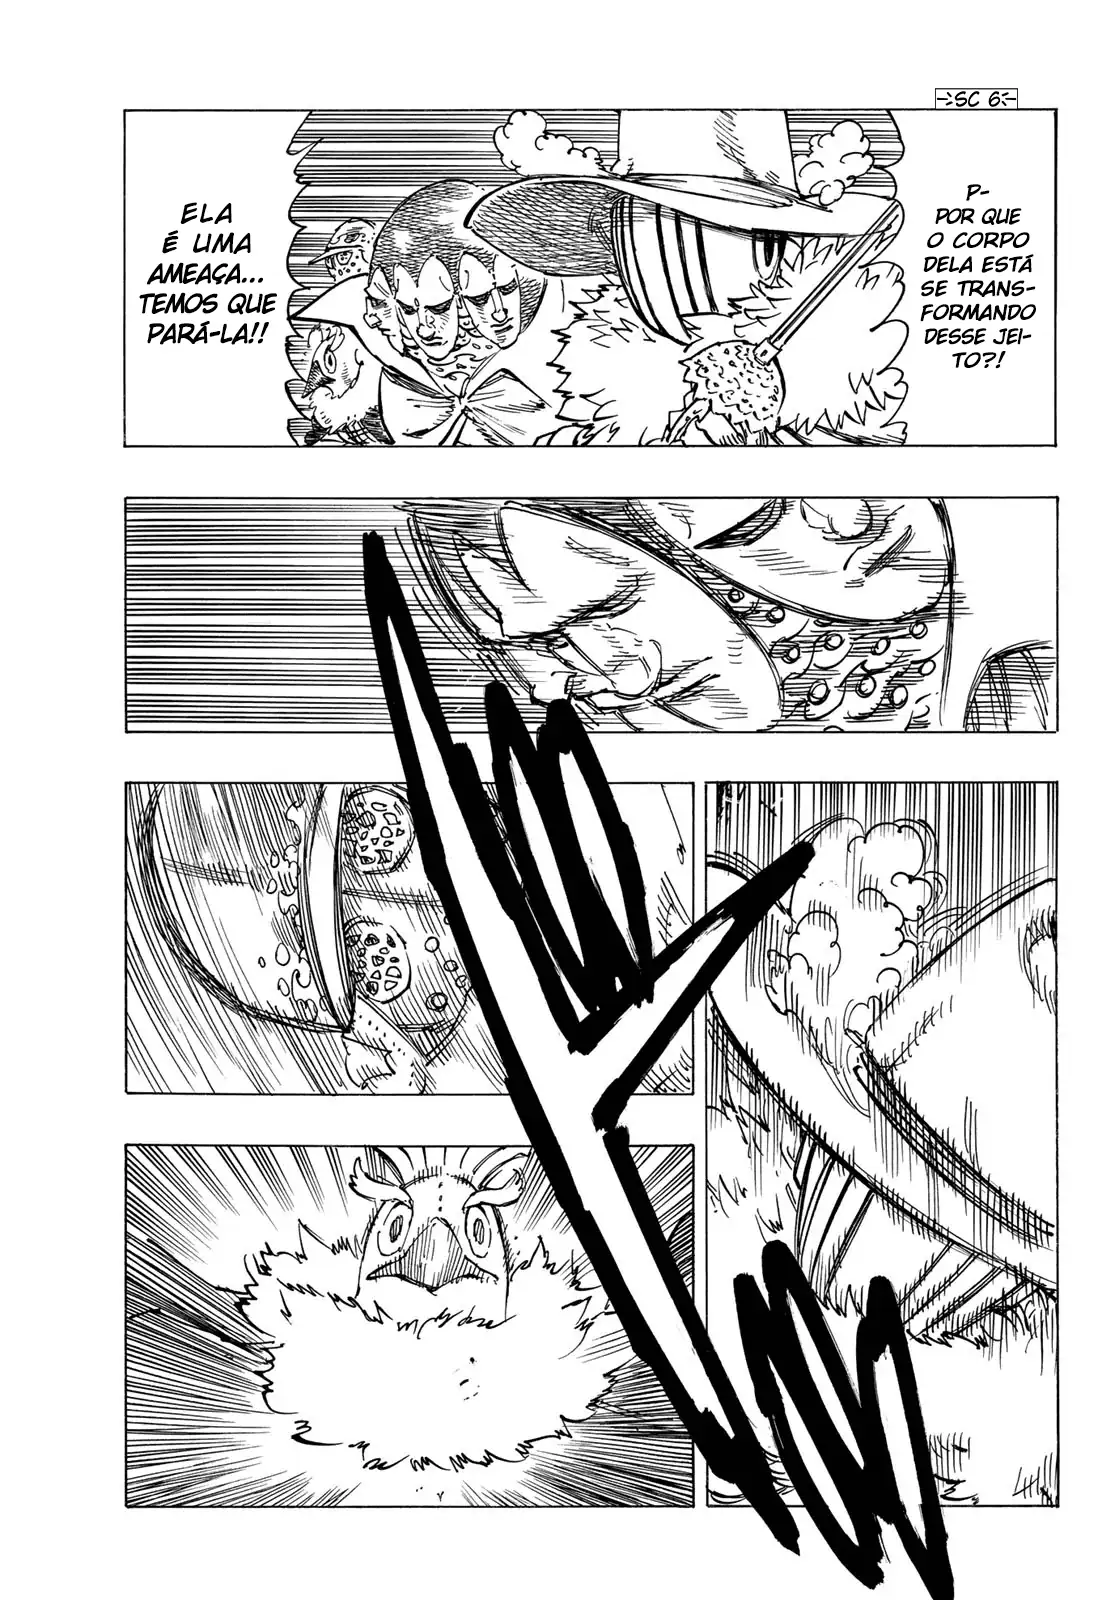 SC 6
P-
POR QUE
O CORPO
DELA ESTÁ
SE TRANS-
FORMANDO
DESSE JEI-
TO?!
ELA
É UMA
AMEAÇA...
TEMOS QUE
PARÁ-LA!!